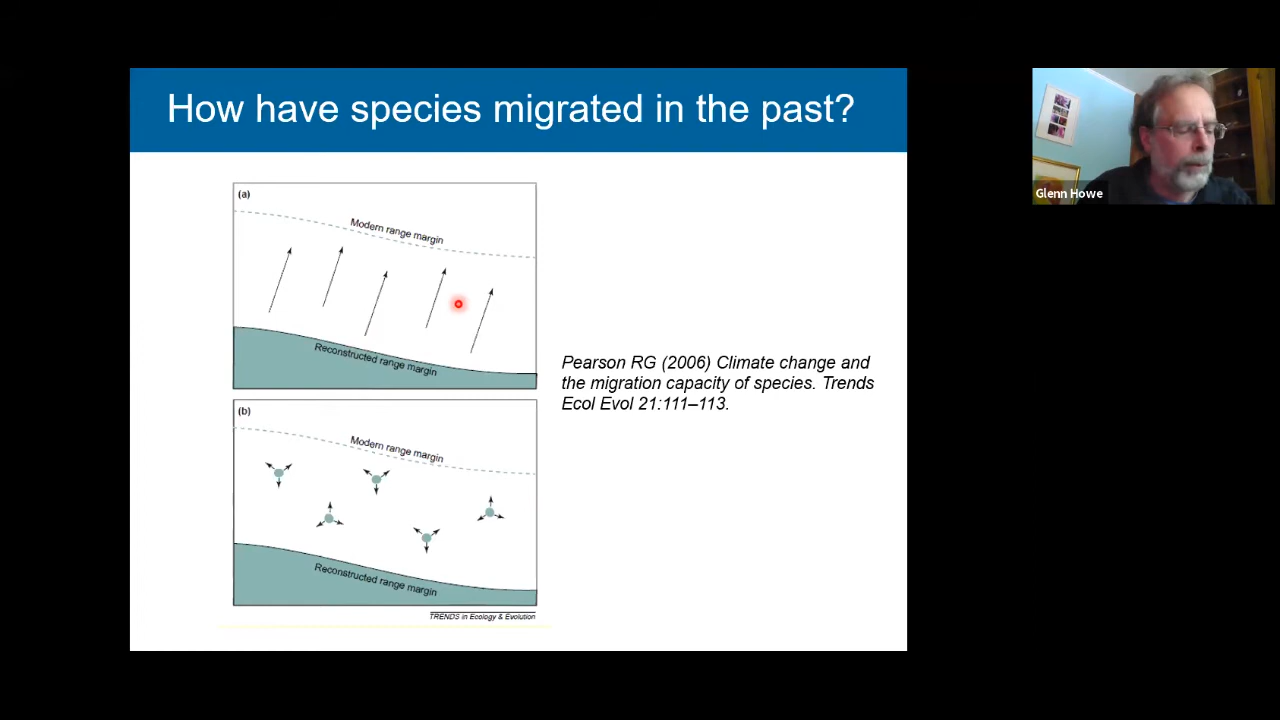 How have species migrated in the past?
(a)
Modern range margin
Reconstructed range margin
(b)
Modern range margin
Reconstructed range margin
TRENDS in Ecology & Evolution
Pearson RG (2006) Climate change and
the migration capacity of species. Trends
Ecol Evol 21:111–113.
Glenn Howe